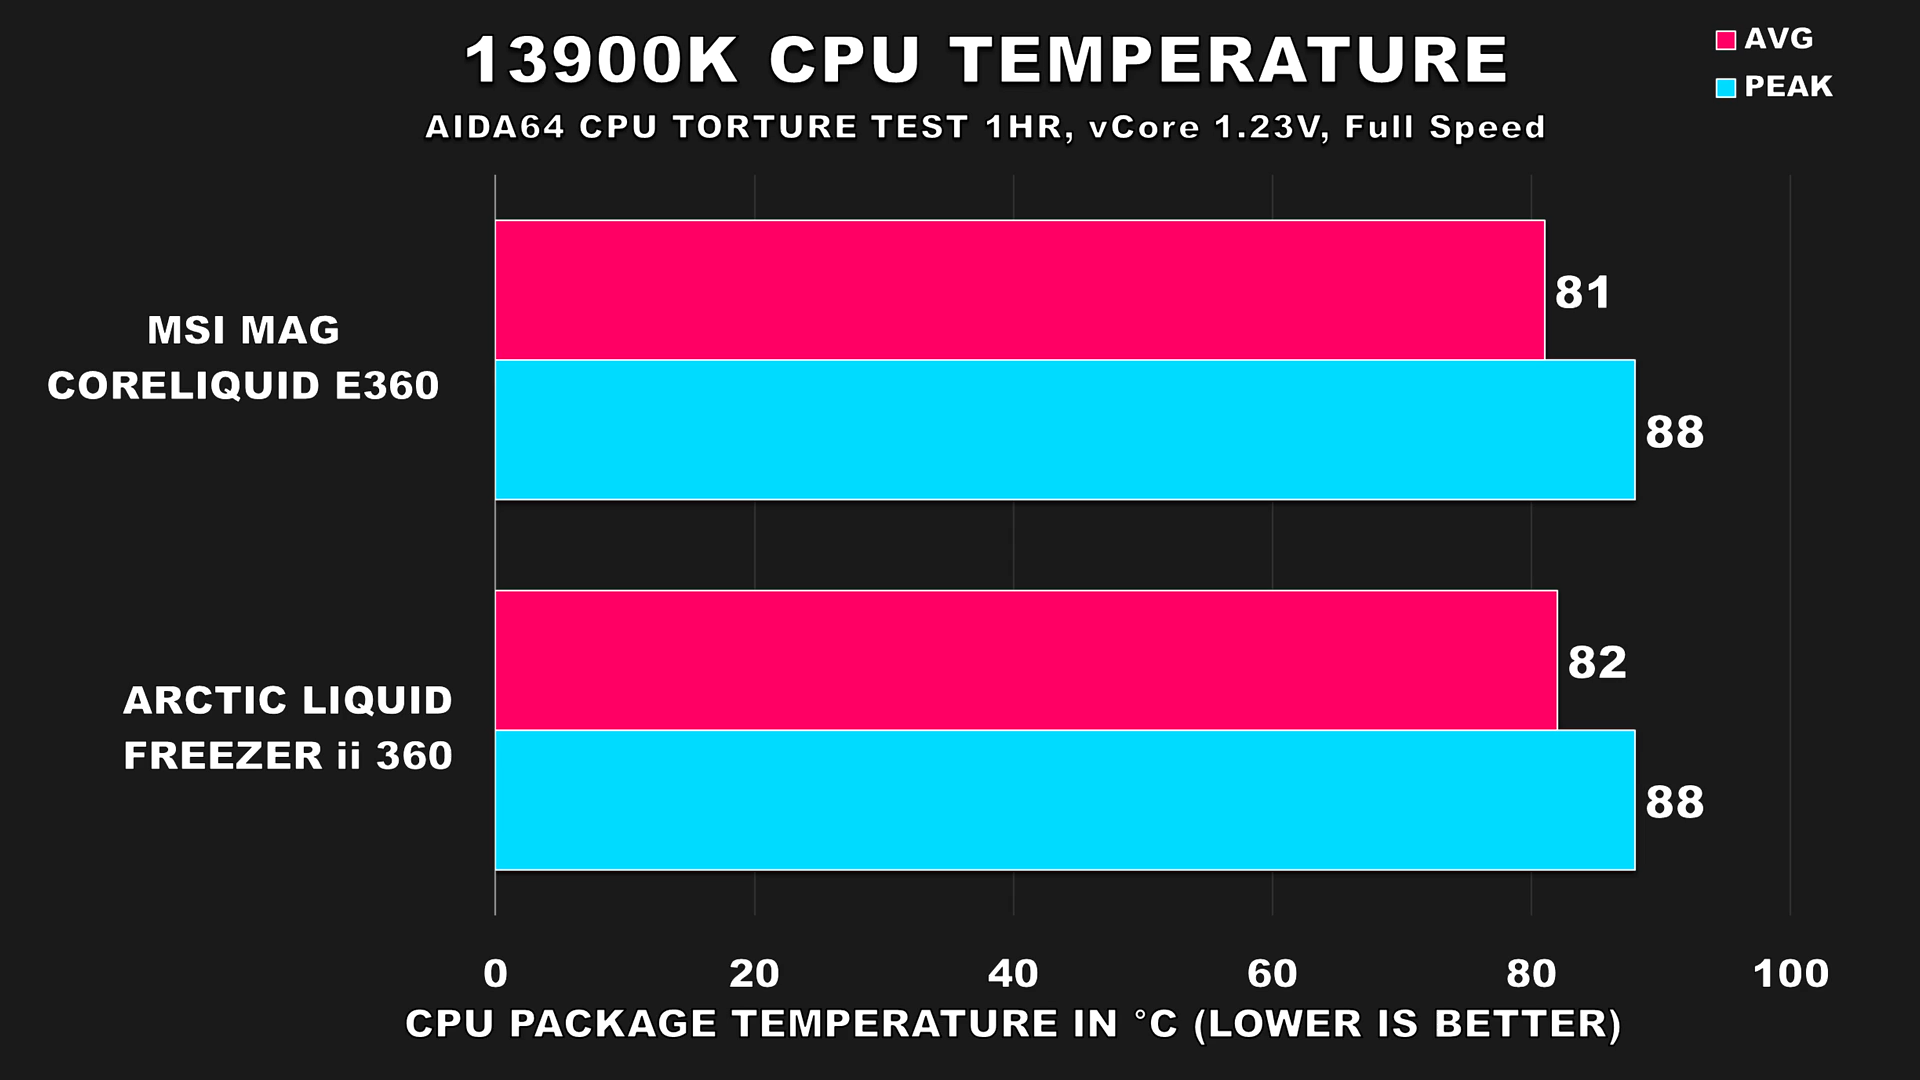 13900K CPU TEMPERATURE
AIDA64 CPU TORTURE TEST 1HR, vCore 1.23V, Full Speed
AVG
PEAK
MSI MAG
CORELIQUID E360
81
88
ARCTIC LIQUID
FREEZER ii 360
82
88
0 20 40 60 80 100
CPU PACKAGE TEMPERATURE IN °C (LOWER IS BETTER)